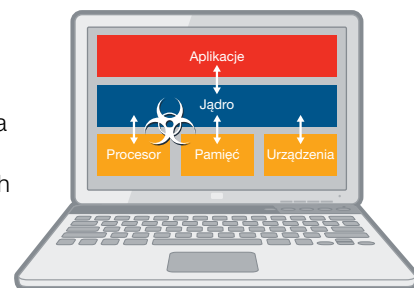 Aplikacje
a
Jądro
Procesor Pamięć Urządzenia
h